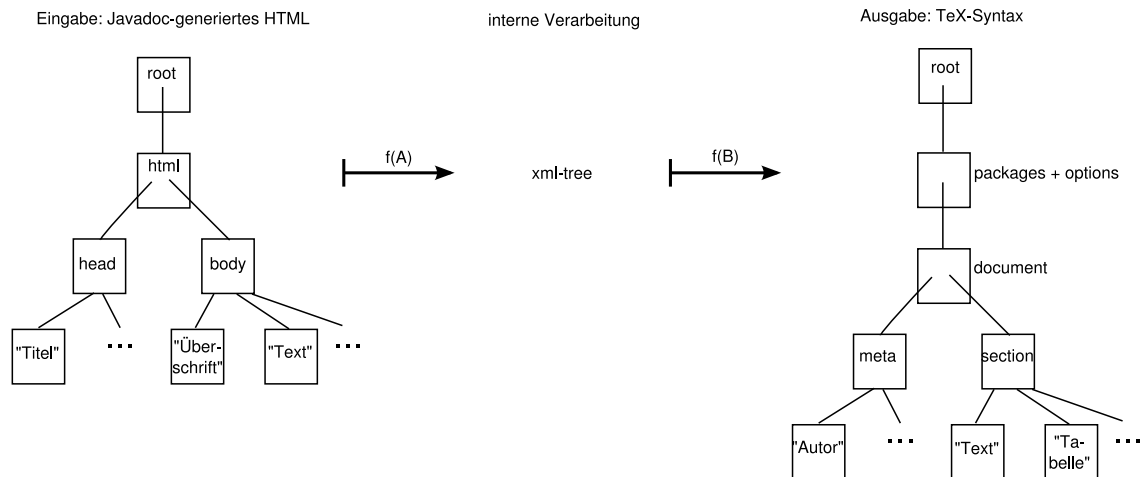 Eingabe: Javadoc-generiertes HTML
interne Verarbeitung
Ausgabe: TeX-Syntax
root
html
head
body
"Titel"
...
"Über-
schrift"
"Text"
...
f(A)
xml-tree
f(B)
root
packages + options
document
meta
section
"Autor"
...
"Text"
"Ta-
belle"
...